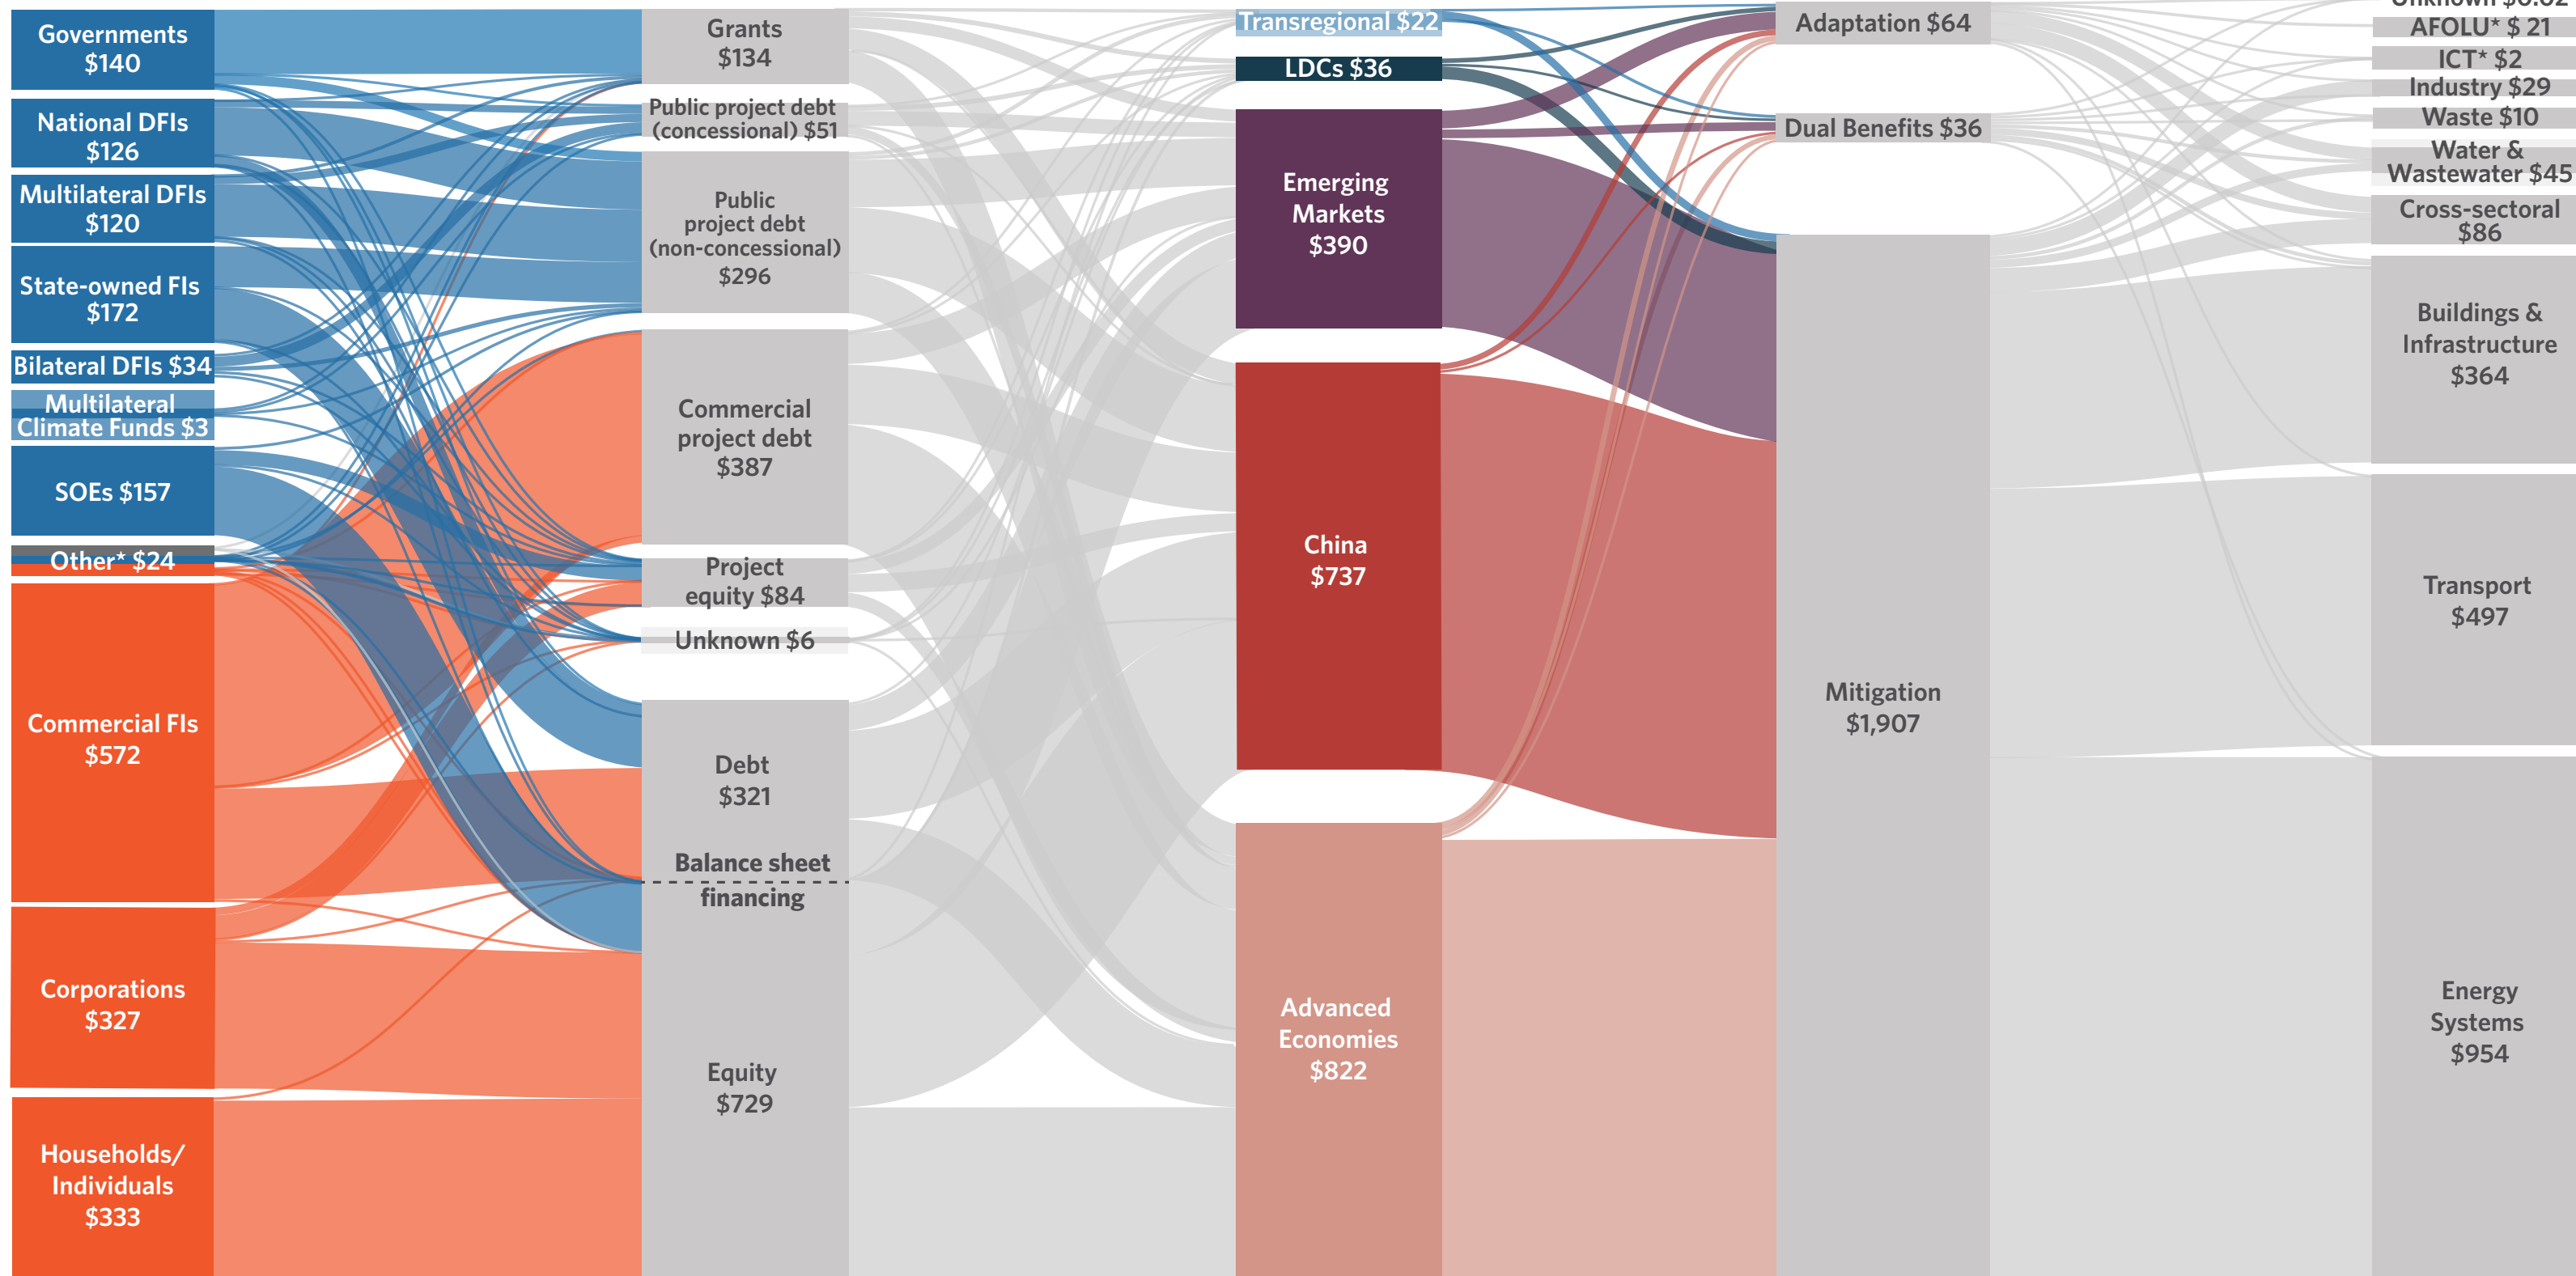 Governments
$140
National DFIs
$126
Multilateral DFIs
$120
State-owned FIs
$172
Bilateral DFIs $34
Multilateral
Climate Funds $3
SOEs $157
Other* $24
Commercial FIs
$572
Corporations
$327
Households/
Individuals
$333
Grants
$134
Public project debt
(concessional) $51
Public
project debt
(non-concessional)
$296
Commercial
project debt
$387
Project
equity $84
Unknown $6
Debt
$321
Balance sheet
financing
Equity
$729
Transregional $22
LDCs $36
Emerging
Markets
$390
China
$737
Advanced
Economies
$822
Adaptation $64
Dual Benefits $36
Mitigation
$1,907
Unknown $0.02
AFOLU* $ 21
ICT* $2
Industry $29
Waste $10
Water &
Wastewater $45
Cross-sectoral
$86
Buildings &
Infrastructure
$364
Transport
$497
Energy
Systems
$954